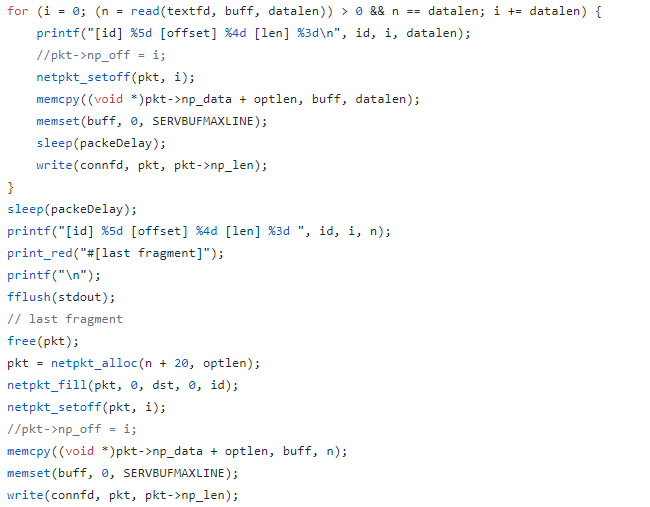 for (i = 0; (n = read(textfd, buff, datalen)) > 0 && n == datalen; i += datalen) {
    printf("[id] %5d [offset] %4d [len] %3d\n", id, i, datalen);
    //pkt->np_off = i;
    netpkt_setoff(pkt, i);
    memcpy((void *)pkt->np_data + optlen, buff, datalen);
    memset(buff, 0, SERVBUFMAXLINE);
    sleep(packeDelay);
    write(connfd, pkt, pkt->np_len);
}
sleep(packeDelay);
printf("[id] %5d [offset] %4d [len] %3d ", id, i, n);
print_red("#[last fragment]");
printf("\n");
fflush(stdout);
// last fragment
free(pkt);
pkt = netpkt_alloc(n + 20, optlen);
netpkt_fill(pkt, 0, dst, 0, id);
netpkt_setoff(pkt, i);
//pkt->np_off = i;
memcpy((void *)pkt->np_data + optlen, buff, n);
memset(buff, 0, SERVBUFMAXLINE);
write(connfd, pkt, pkt->np_len);